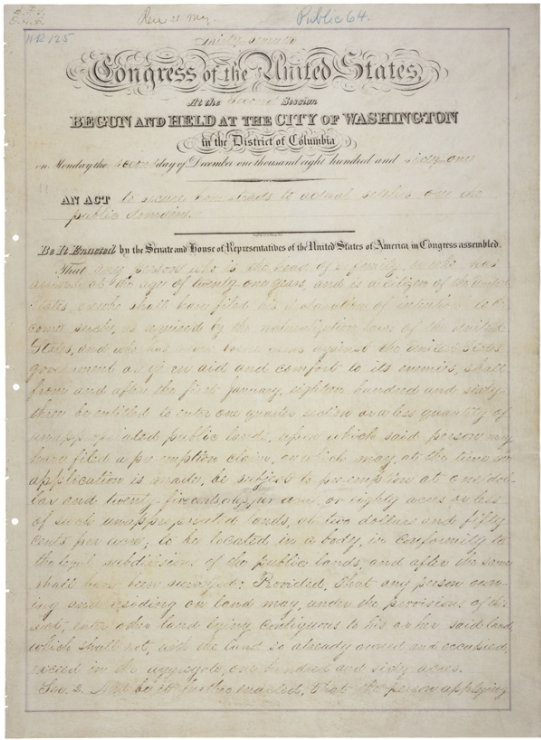 Public 64.
HR 125
Thirty-seventh
Congress of the United States,
At the Second Session
BEGUN AND HELD AT THE CITY OF WASHINGTON
in the District of Columbia
on Monday the second day of December one thousand eight hundred and sixty-one
AN ACT to secure homesteads to actual settlers on the
public domain.
Be It Enacted by the Senate and House of Representatives of the United States of America in Congress assembled.
That any person who is the head of a family, or who has
arrived at the age of twenty-one years, and is a citizen of the United
States, or who shall have filed his declaration of intention to be-
come such, as required by the naturalization laws of the United
States, and who has never borne arms against the United States
government or given aid and comfort to its enemies, shall
from and after the first January, eighteen hundred and sixty-
three be entitled to enter one quarter section or a less quantity of
unappropriated public lands, upon which said person may
have filed a preemption claim, or which may, at the time
application is made, be subject to preemption at one dol-
lar and twenty-five cents, or less, per acre; or eighty acres or less
of such unappropriated lands, at two dollars and fifty
cents per acre; to be located in a body, in conformity to
the legal subdivisions of the public lands, and after the same
shall have been surveyed: Provided, That any person own-
ing and residing on land may, under the provisions of this
act, enter other land lying contiguous to his or her said land
which shall not, with the land so already owned and occupied,
exceed in the aggregate one hundred and sixty acres.
Sec. 2. And be it further enacted, That the person applying